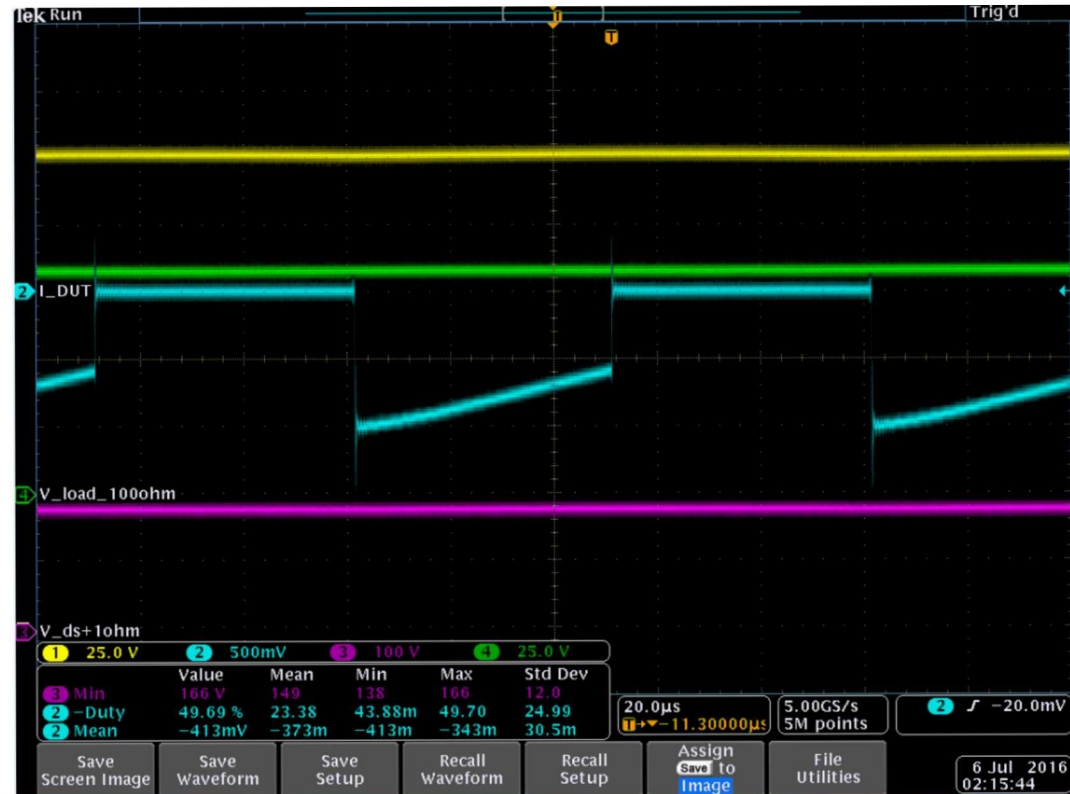 Tek Run Trig'd
T
T
2 I_DUT
4 V_load_100ohm
3 V_ds+1ohm
1 25.0 V 2 500mV 3 100 V 4 25.0 V
Value Mean Min Max Std Dev
3 Min 166 V 149 138 166 12.0
2 -Duty 49.69 % 23.38 43.88m 49.70 24.99
2 Mean -413mV -373m -413m -343m 30.5m
20.0µs
T→▼-11.30000µs
5.00GS/s
5M points
2 ∫ -20.0mV
Save
Screen Image
Save
Waveform
Save
Setup
Recall
Waveform
Recall
Setup
Assign
Save to
Image
File
Utilities
6 Jul 2016
02:15:44